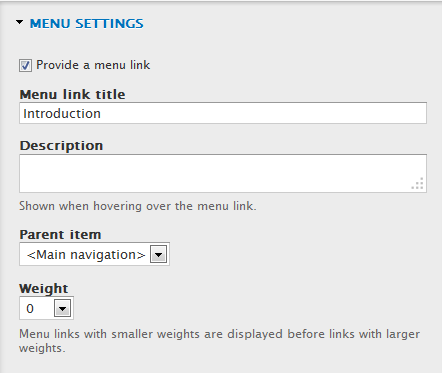 MENU SETTINGS
Provide a menu link
Menu link title
Introduction
Description
Shown when hovering over the menu link.
Parent item
<Main navigation>
Weight
0
Menu links with smaller weights are displayed before links with larger
weights.